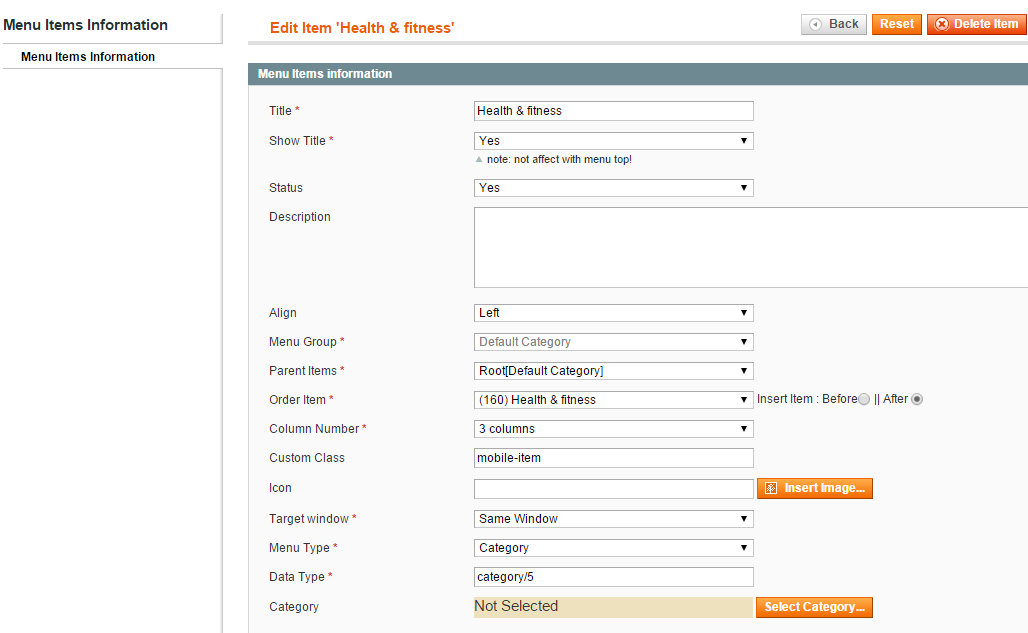 Menu Items Information
Menu Items Information
Edit Item 'Health & fitness'
Back Reset Delete Item
Menu Items information
Title * Health & fitness
Show Title * Yes
note: not affect with menu top!
Status Yes
Description
Align Left
Menu Group * Default Category
Parent Items * Root[Default Category]
Order Item * (160) Health & fitness Insert Item : Before || After
Column Number * 3 columns
Custom Class mobile-item
Icon Insert Image...
Target window * Same Window
Menu Type * Category
Data Type * category/5
Category Not Selected Select Category...